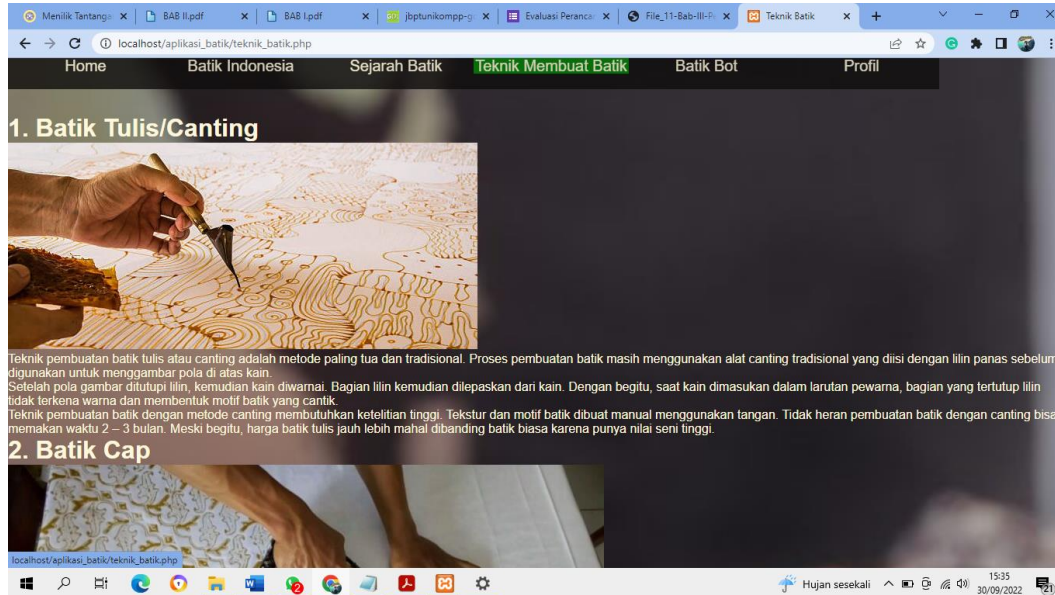 Menilik Tantanga
BAB II.pdf
BAB I.pdf
jbptunikompp-g
Evaluasi Peranca
File_11-Bab-III-P
Teknik Batik
localhost/aplikasi_batik/teknik_batik.php
Home Batik Indonesia Sejarah Batik Teknik Membuat Batik Batik Bot Profil
1. Batik Tulis/Canting
Teknik pembuatan batik tulis atau canting adalah metode paling tua dan tradisional. Proses pembuatan batik masih menggunakan alat canting tradisional yang diisi dengan lilin panas sebelum
digunakan untuk menggambar pola di atas kain.
Setelah pola gambar ditutupi lilin, kemudian kain diwarnai. Bagian lilin kemudian dilepaskan dari kain. Dengan begitu, saat kain dimasukan dalam larutan pewarna, bagian yang tertutup lilin
tidak terkena warna dan membentuk motif batik yang cantik.
Teknik pembuatan batik dengan metode canting membutuhkan ketelitian tinggi. Tekstur dan motif batik dibuat manual menggunakan tangan. Tidak heran pembuatan batik dengan canting bisa
memakan waktu 2 – 3 bulan. Meski begitu, harga batik tulis jauh lebih mahal dibanding batik biasa karena punya nilai seni tinggi.
2. Batik Cap
localhost/aplikasi_batik/teknik_batik.php
Hujan sesekali
15:35
30/09/2022
21